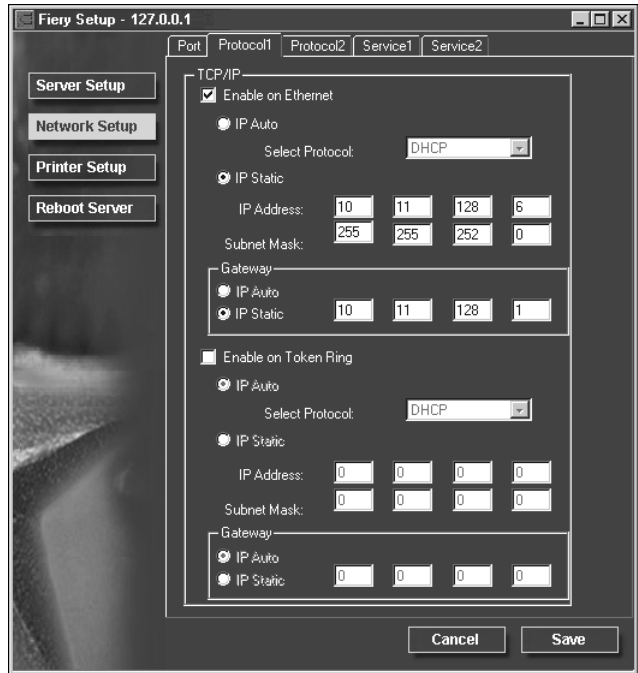 Fiery Setup - 127.0.0.1
Port Protocol1 Protocol2 Service1 Service2
Server Setup
Network Setup
Printer Setup
Reboot Server
TCP/IP
Enable on Ethernet
IP Auto
Select Protocol: DHCP
IP Static
IP Address: 10 11 128 6
Subnet Mask: 255 255 252 0
Gateway
IP Auto
IP Static 10 11 128 1
Enable on Token Ring
IP Auto
Select Protocol: DHCP
IP Static
IP Address: 0 0 0 0
Subnet Mask: 0 0 0 0
Gateway
IP Auto
IP Static 0 0 0 0
Cancel Save